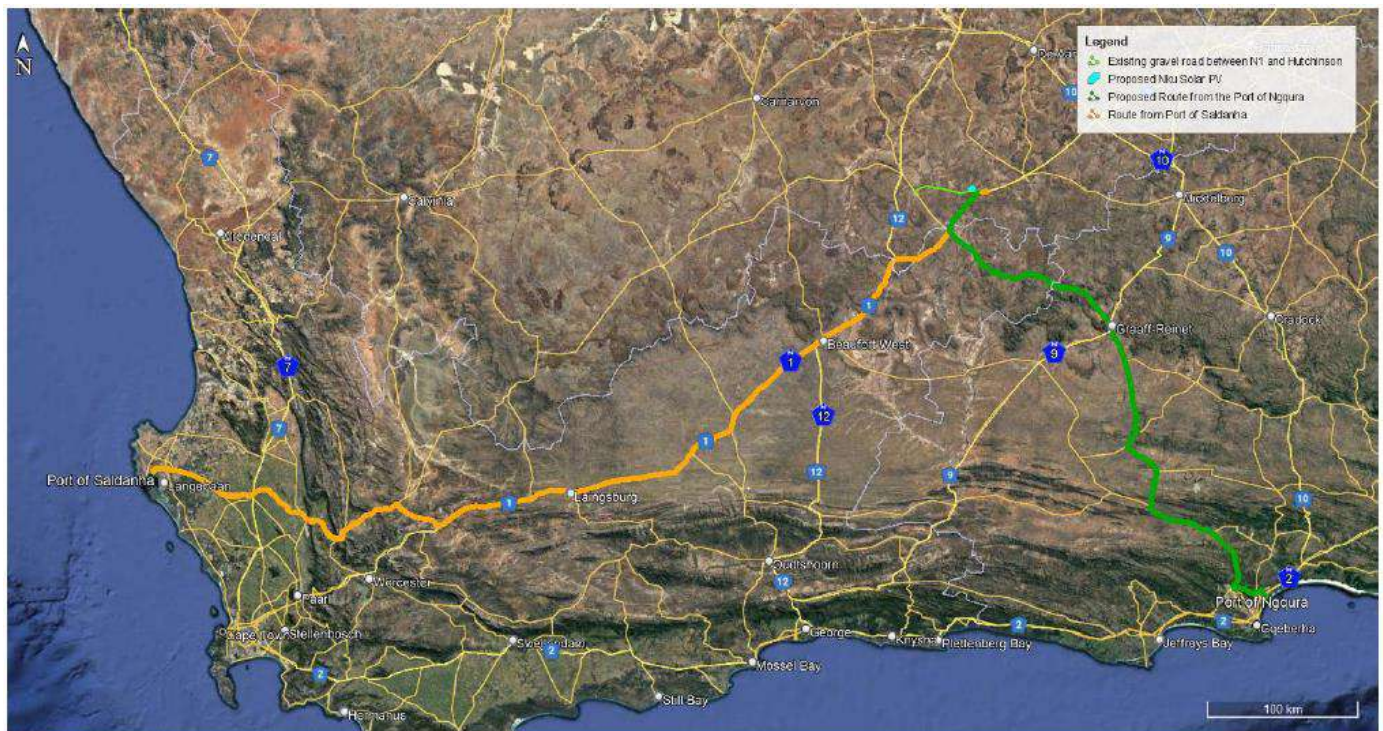 N
Legend
Existing gravel road between N1 and Hutchinson
Proposed Nku Solar PV
Proposed Route from the Port of Ngqura
Route from Port of Saldanha
10
Carnarvon
7
N
10
Calvinia
Middelburg
12
Vredendal
9
10
1
Cradock
Graaff-Reinet
Beaufort West
N
9
N
1
N
7
N
12
7
1
12
9
Port of Saldanha
Langebaan
Laingsburg
1
10
Oudtshoorn
12
N
2
Worcester
Paarl
Port of Ngqura
Gqeberha
Cape Town
Stellenbosch
George
Knysna
Plettenberg Bay
2
2
Jeffreys Bay
Swellendam
2
Mossel Bay
2
Still Bay
Hermanus
100 km